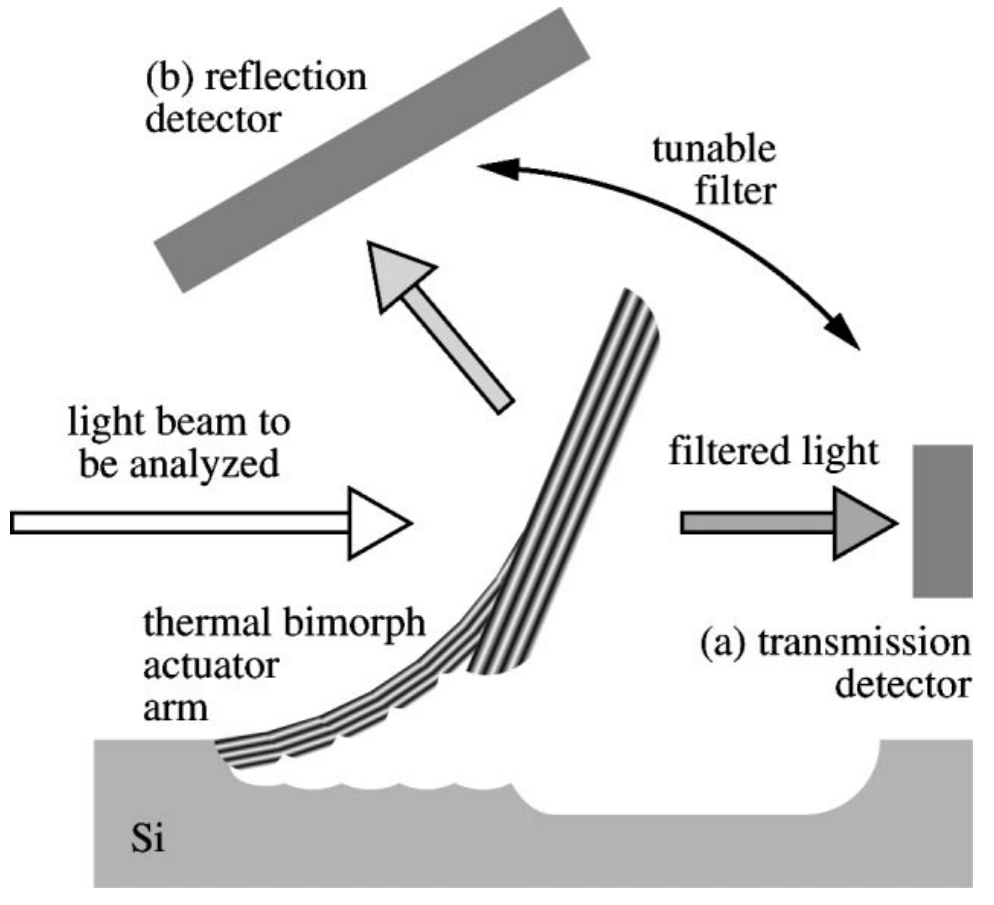 (b) reflection
detector
tunable
filter
light beam to
be analyzed
filtered light
thermal bimorph
actuator
arm
(a) transmission
detector
Si